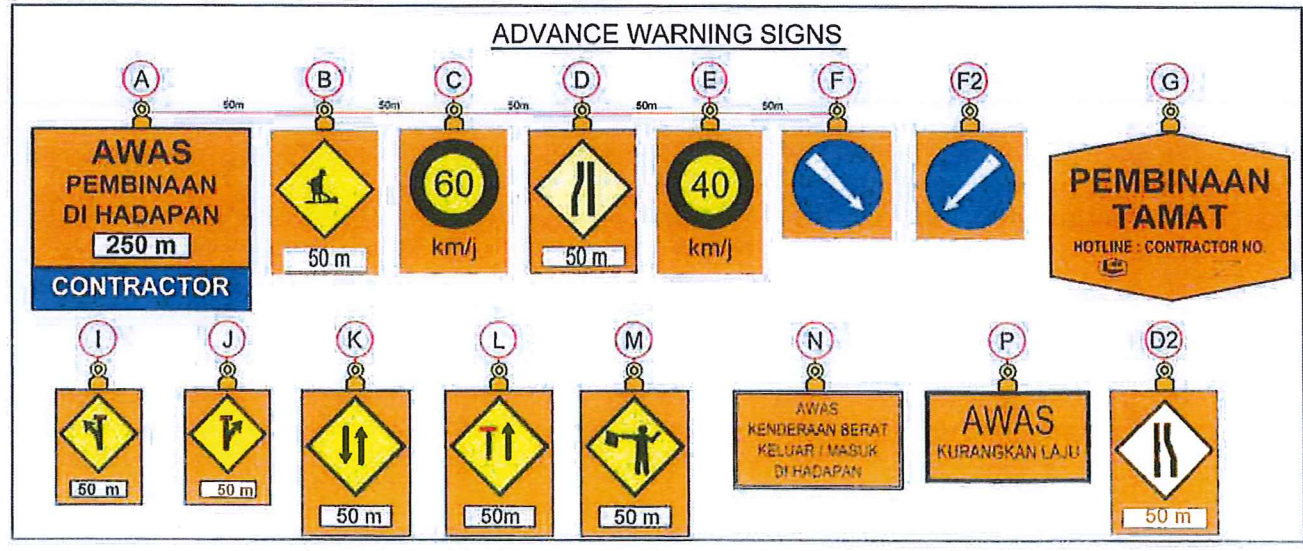 ADVANCE WARNING SIGNS
A B C D E F F2 G
50m 50m 50m 50m 50m
AWAS
PEMBINAAN
DI HADAPAN
250 m
CONTRACTOR
50 m
60
km/j
50 m
40
km/j
PEMBINAAN
TAMAT
HOTLINE : CONTRACTOR NO.
I J K L M N P D2
50 m
50 m
50 m
50m
50 m
AWAS
KENDERAAN BERAT
KELUAR / MASUK
DI HADAPAN
AWAS
KURANGKAN LAJU
50 m